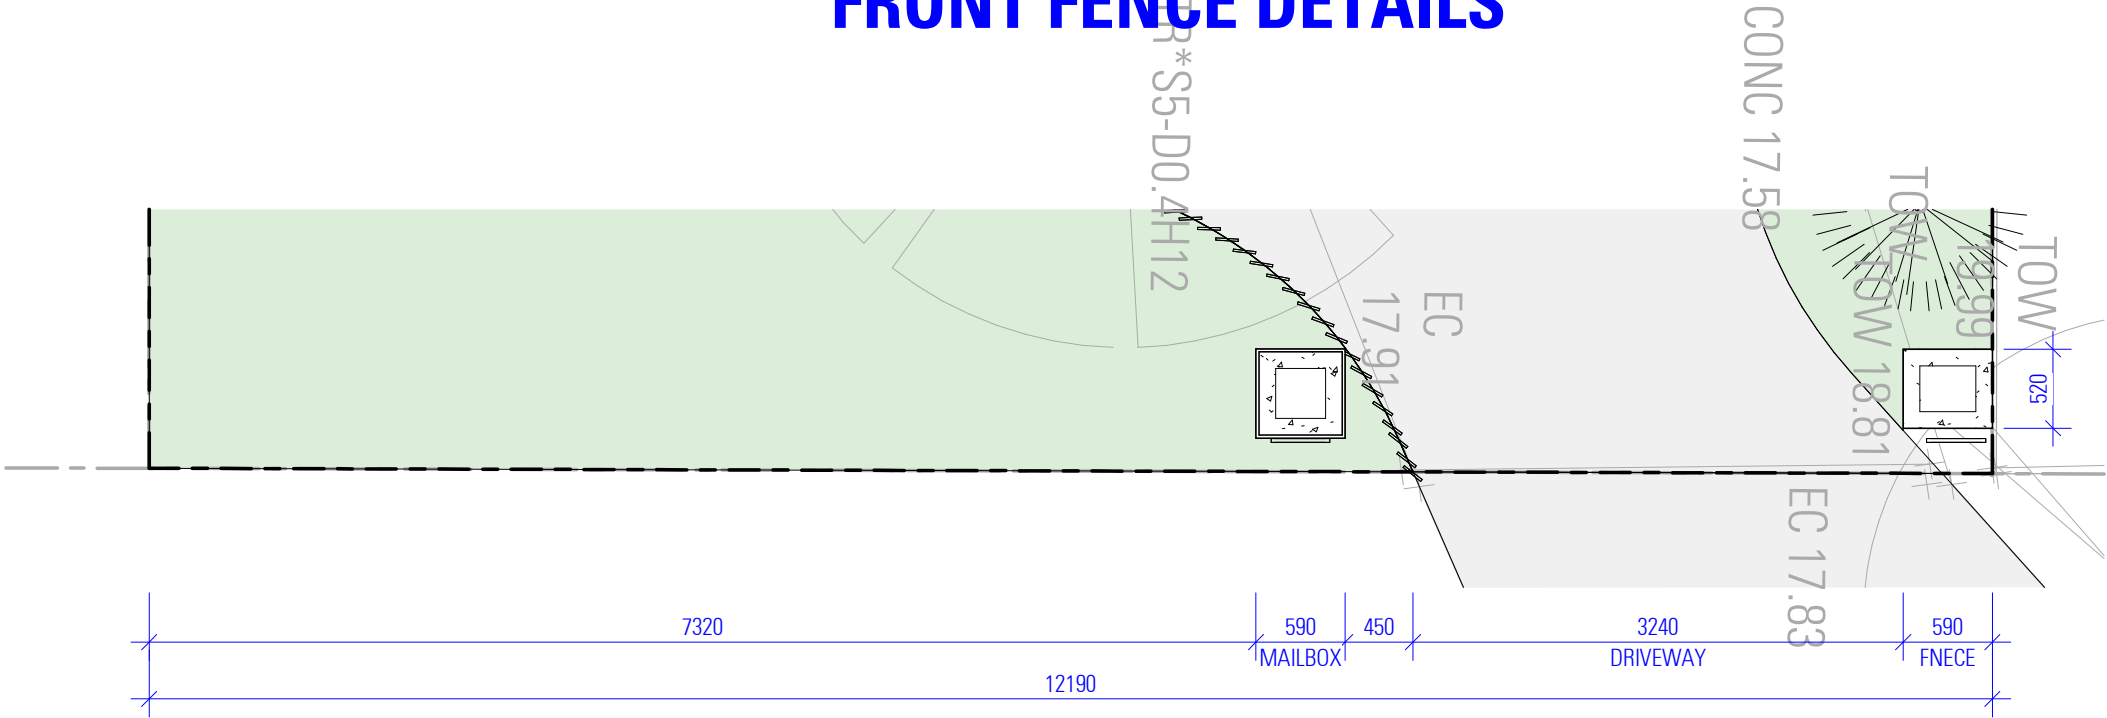 FRONT FENCE DETAILS
TR*S5-D0.4H12
CONC 17.58
TOW
19.99
TOW
TOW 18.81
EC
17.91
EC 17.83
520
7320
590
450
3240
590
MAILBOX
DRIVEWAY
FNECE
12190